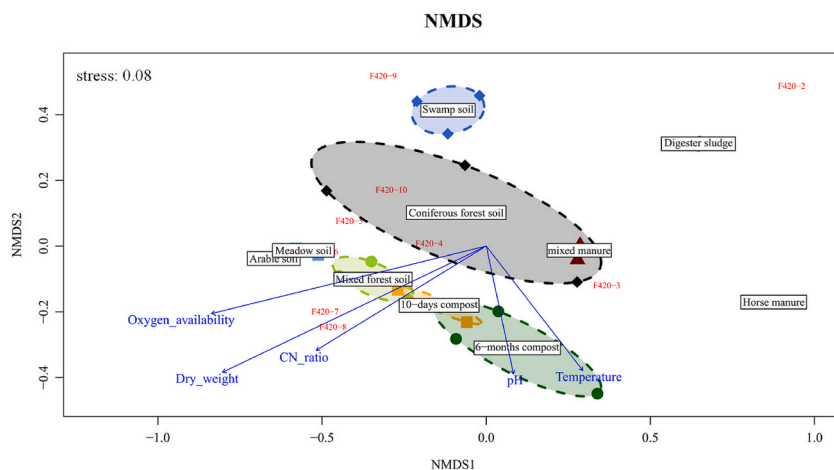 NMDS
stress: 0.08
F420-9
F420-2
Swamp soil
Digester sludge
F420-10
Coniferous forest soil
F420-5
F420-4
Meadow soil
6
mixed manure
Arable soil
Mixed forest soil
F420-3
10-days compost
Horse manure
Oxygen_availability
F420-7
F420-8
6-months compost
CN_ratio
Dry_weight
pH
Temperature
NMDS2
0.4
0.2
0.0
-0.2
-0.4
-1.0
-0.5
0.0
0.5
1.0
NMDS1